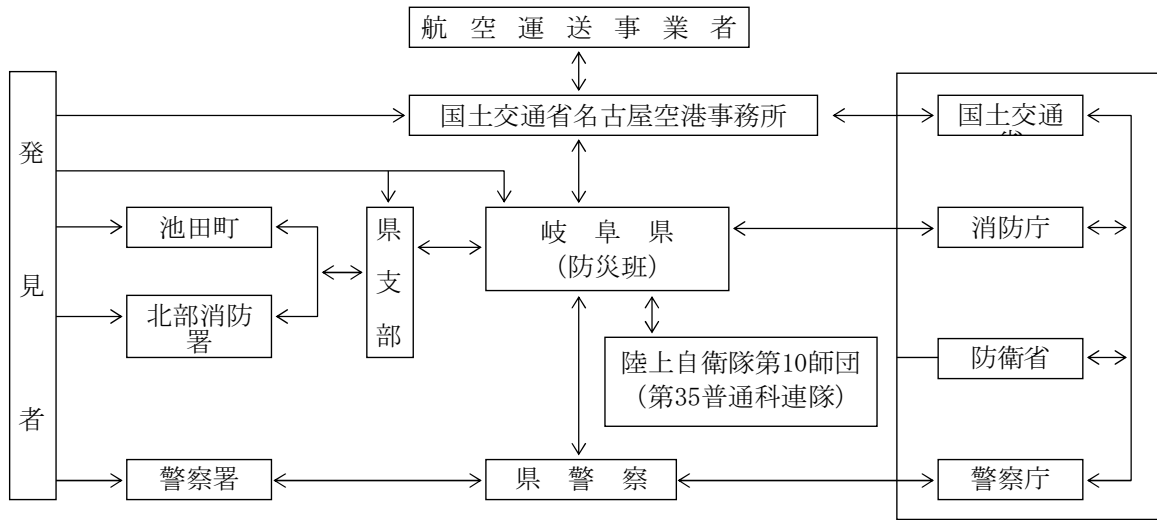 航空運送事業者
国土交通省名古屋空港事務所
国土交通省
発見者
池田町
県支部
岐阜県
（防災班）
消防庁
北部消防
署
陸上自衛隊第10師団
（第35普通科連隊）
防衛省
警察署
県警察
警察庁